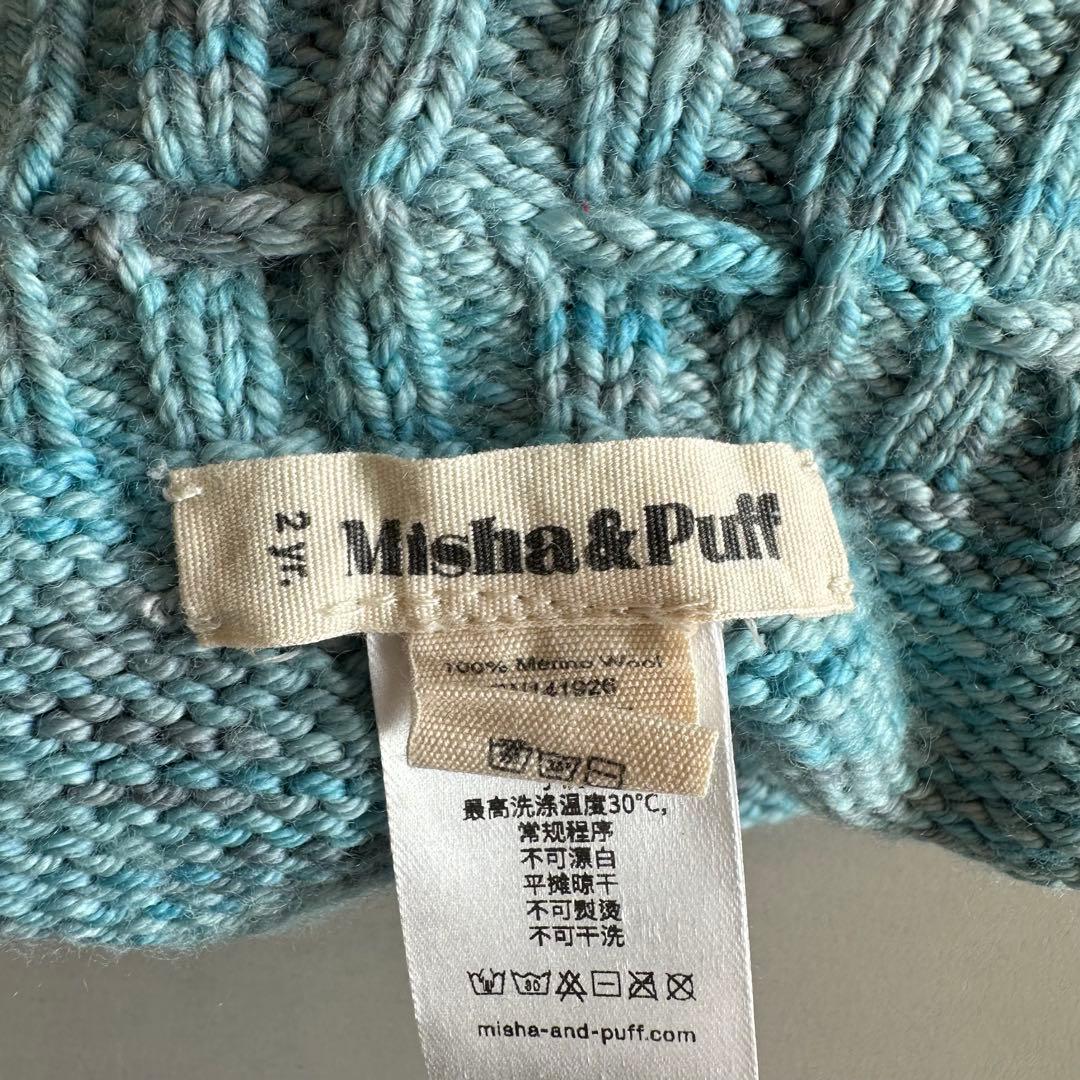 2 yr.
Misha&Puff
100% Merino Wool
RN141926
最高洗涤温度30°C,
常规程序
不可漂白
平摊晾干
不可熨烫
不可干洗
30
misha-and-puff.com